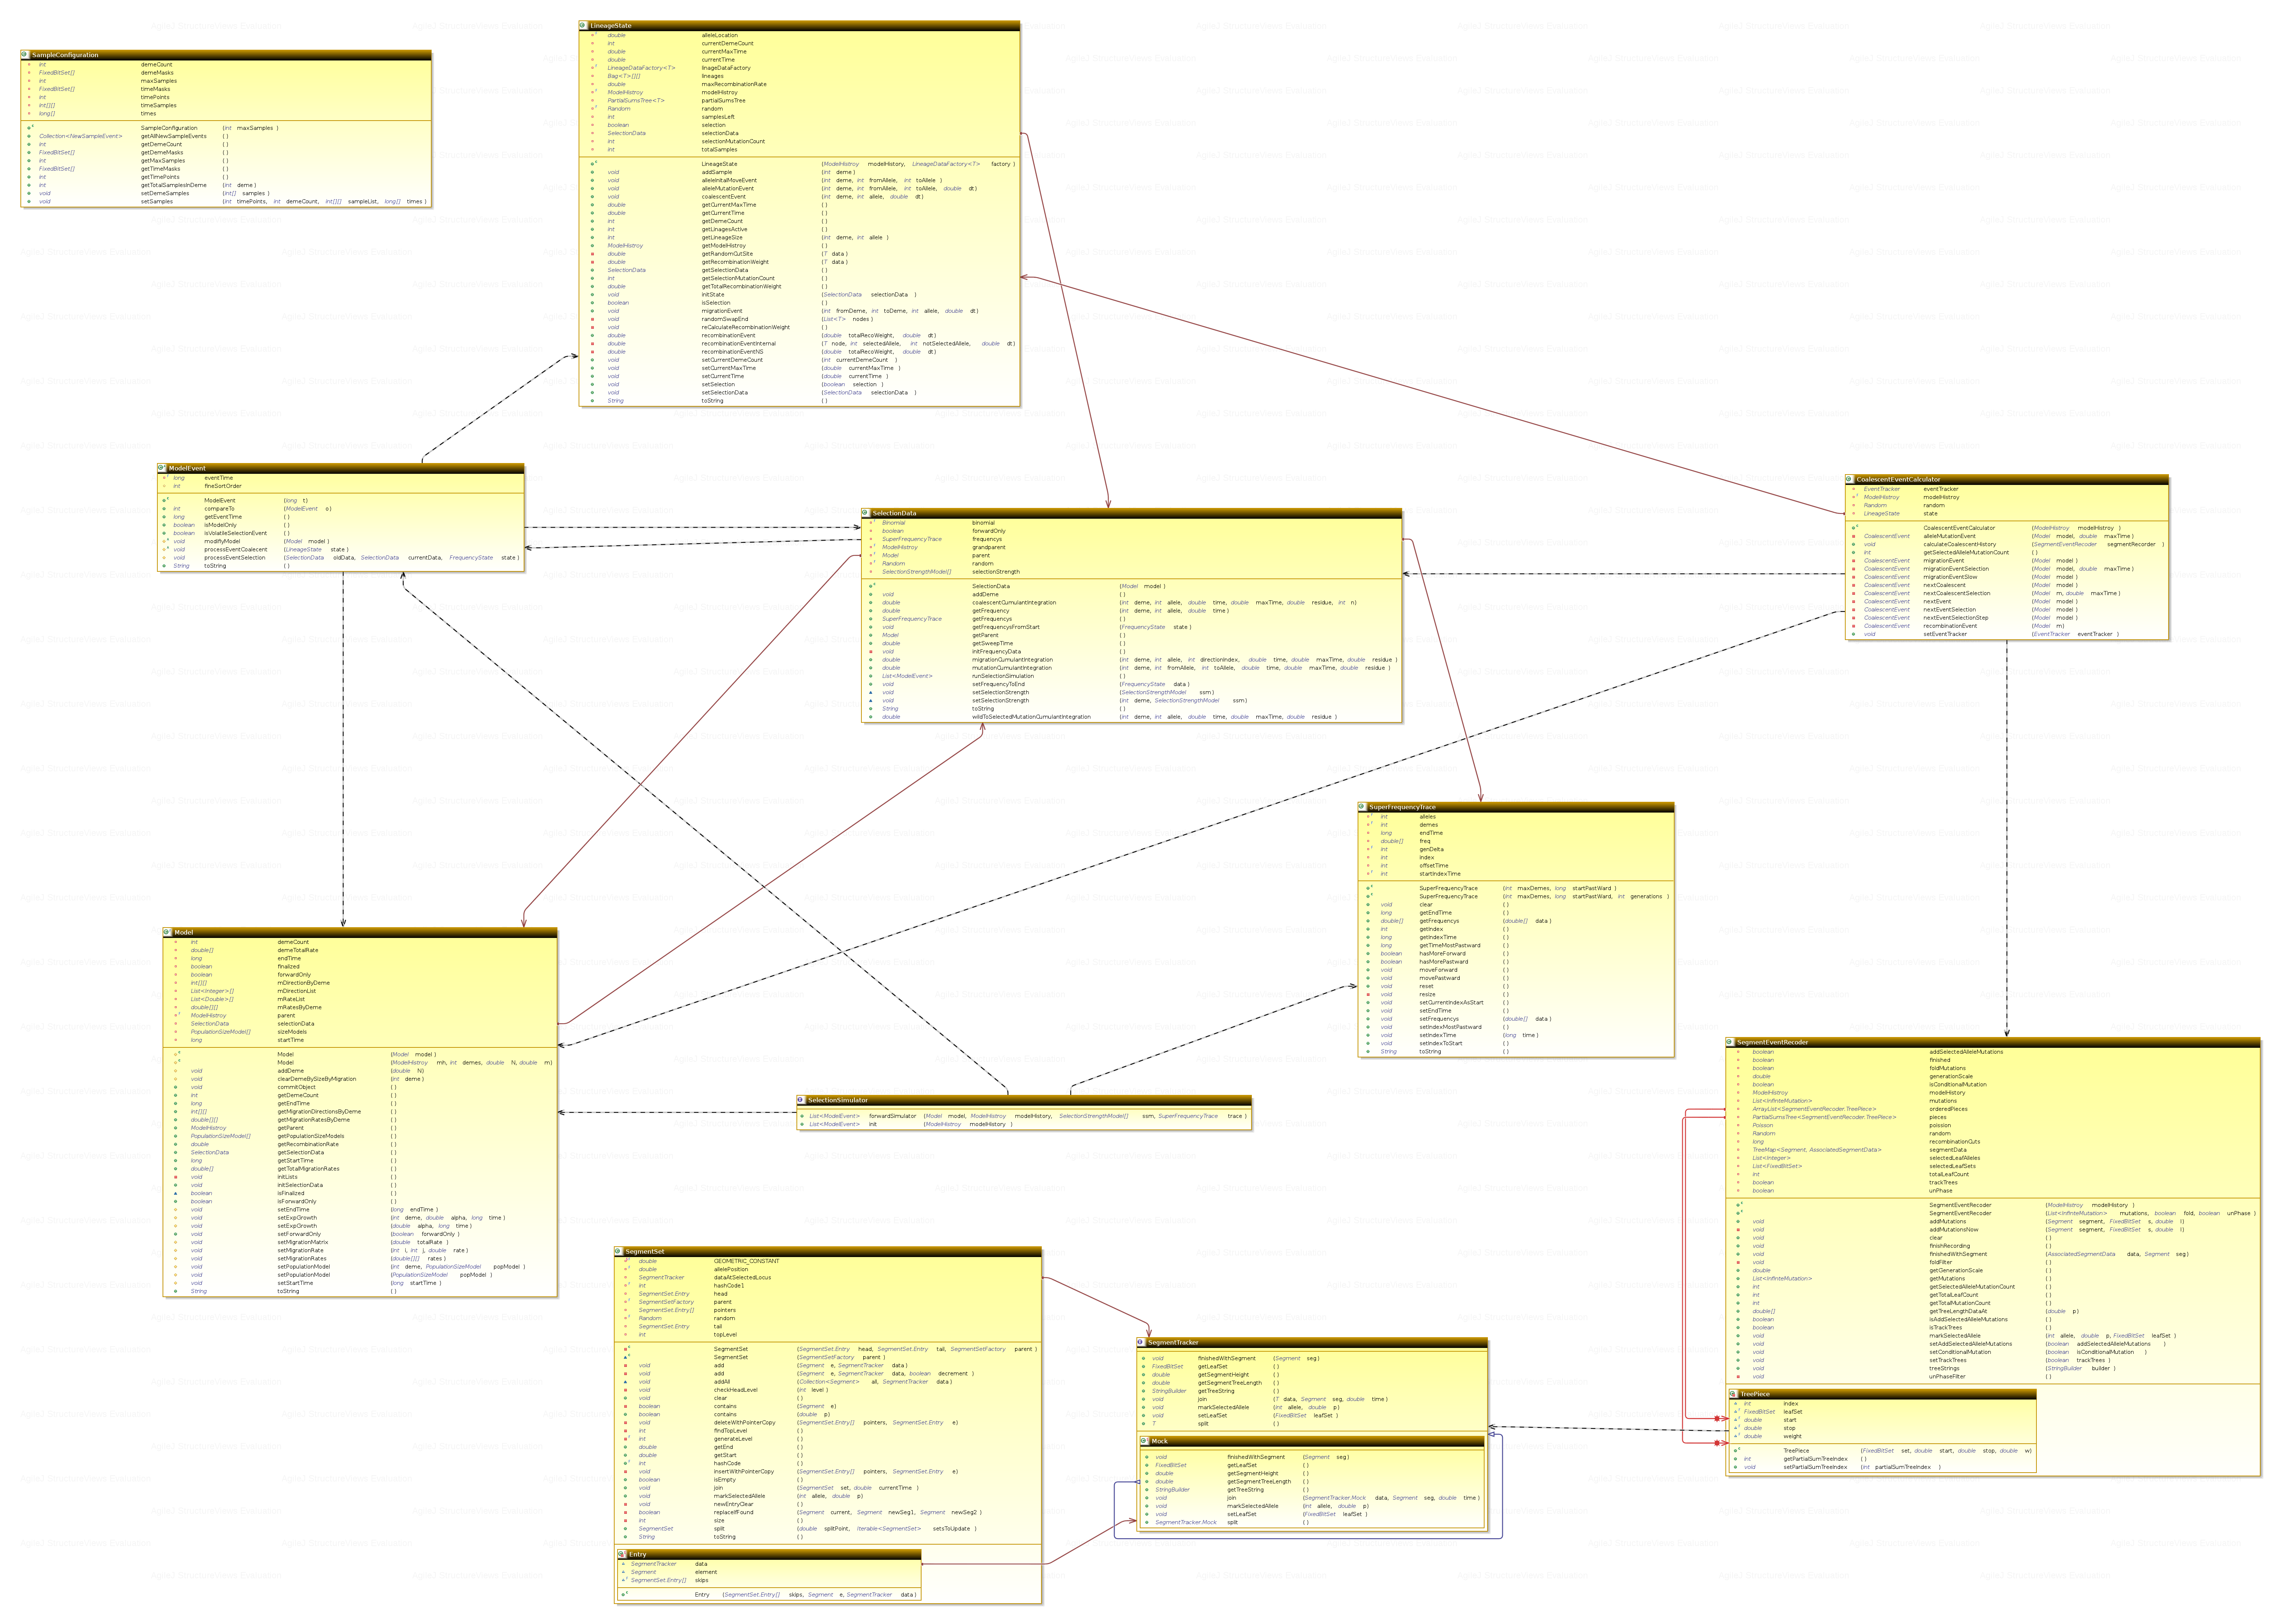 SampleConfiguration
int demeCount
FixedBitSet[] demeMasks
int maxSamples
FixedBitSet[] timeMasks
int timePoints
int[][] timeSamples
long[] times
SampleConfiguration (int maxSamples )
Collection<NewSampleEvent> getAllNewSampleEvents ( )
int getDemeCount ( )
FixedBitSet[] getDemeMasks ( )
int getMaxSamples ( )
FixedBitSet[] getTimeMasks ( )
int getTimePoints ( )
int getTotalSamplesInDeme (int deme )
void setDemeSamples (int[] samples )
void setSamples (int timePoints, int demeCount, int[][] sampleList, long[] times )
LineageState
double alleleLocation
int currentDemeCount
double currentMaxTime
double currentTime
LineageDataFactory<T> linageDataFactory
Bag<T>[][] lineages
double maxRecombinationRate
ModelHistroy modelHistroy
PartialSumsTree<T> partialSumsTree
Random random
int samplesLeft
boolean selection
SelectionData selectionData
int selectionMutationCount
int totalSamples
LineageState (ModelHistroy modelHistory, LineageDataFactory<T> factory )
void addSample (int deme )
void alleleInitalMoveEvent (int deme, int fromAllele, int toAllele )
void alleleMutationEvent (int deme, int fromAllele, int toAllele, double dt)
void coalescentEvent (int deme, int allele, double dt)
double getCurrentMaxTime ( )
double getCurrentTime ( )
int getDemeCount ( )
int getLinagesActive ( )
int getLineageSize (int deme, int allele )
ModelHistroy getModelHistroy ( )
double getRandomCutSite (T data )
double getRecombinationWeight (T data )
SelectionData getSelectionData ( )
int getSelectionMutationCount ( )
double getTotalRecombinationWeight ( )
void initState (SelectionData selectionData )
boolean isSelection ( )
void migrationEvent (int fromDeme, int toDeme, int allele, double dt)
void randomSwapEnd (List<T> nodes )
void reCalculateRecombinationWeight ( )
double recombinationEvent (double totalRecoWeight, double dt)
double recombinationEventInternal (T node, int selectedAllele, int notSelectedAllele, double dt)
double recombinationEventNS (double totalRecoWeight, double dt)
void setCurrentDemeCount (int currentDemeCount )
void setCurrentMaxTime (double currentMaxTime )
void setCurrentTime (double currentTime )
void setSelection (boolean selection )
void setSelectionData (SelectionData selectionData )
String toString ( )
ModelEvent
long eventTime
int fineSortOrder
ModelEvent (long t)
int compareTo (ModelEvent o)
long getEventTime ( )
boolean isModelOnly ( )
boolean isVolatileSelectionEvent ( )
void modifyModel (Model model )
void processEventCoalecent (LineageState state )
void processEventSelection (SelectionData oldData, SelectionData currentData, FrequencyState state )
String toString ( )
SelectionData
Binomial binomial
boolean forwardOnly
SuperFrequencyTrace frequencys
ModelHistroy grandparent
Model parent
Random random
SelectionStrengthModel[] selectionStrength
SelectionData (Model model )
void addDeme ( )
double coalescentCumulantIntegration (int deme, int allele, double time, double maxTime, double residue, int n)
double getFrequency (int deme, int allele, double time )
SuperFrequencyTrace getFrequencys ( )
void getFrequencysFromStart (FrequencyState state )
Model getParent ( )
double getSweepTime ( )
void initFrequencyData ( )
double migrationCumulantIntegration (int deme, int allele, int directionIndex, double time, double maxTime, double residue )
double mutationCumulantIntegration (int deme, int fromAllele, int toAllele, double time, double maxTime, double residue )
List<ModelEvent> runSelectionSimulation ( )
void setFrequencyToEnd (FrequencyState data )
void setSelectionStrength (SelectionStrengthModel ssm)
void setSelectionStrength (int deme, SelectionStrengthModel ssm)
String toString ( )
double wildToSelectedMutationCumulantIntegration (int deme, int allele, double time, double maxTime, double residue )
CoalescentEventCalculator
EventTracker eventTracker
ModelHistroy modelHistroy
Random random
LineageState state
CoalescentEventCalculator (ModelHistroy modelHistroy )
CoalescentEvent alleleMutationEvent (Model model, double maxTime )
void calculateCoalescentHistory (SegmentEventRecoder segmentRecorder )
int getSelectedAlleleMutationCount ( )
CoalescentEvent migrationEvent (Model model )
CoalescentEvent migrationEventSelection (Model model, double maxTime )
CoalescentEvent migrationEventSlow (Model model )
CoalescentEvent nextCoalescent (Model model )
CoalescentEvent nextCoalescentSelection (Model m, double maxTime )
CoalescentEvent nextEvent (Model model )
CoalescentEvent nextEventSelection (Model model )
CoalescentEvent nextEventSelectionStep (Model model )
CoalescentEvent recombinationEvent (Model m)
void setEventTracker (EventTracker eventTracker )
SuperFrequencyTrace
int alleles
int demes
long endTime
double[] freq
int genDelta
int index
int offsetTime
int startIndexTime
SuperFrequencyTrace (int maxDemes, long startPastWard )
SuperFrequencyTrace (int maxDemes, long startPastWard, int generations )
void clear ( )
long getEndTime ( )
double[] getFrequencys (double[] data )
int getIndex ( )
long getIndexTime ( )
long getTimeMostPastward ( )
boolean hasMoreForward ( )
boolean hasMorePastward ( )
void moveForward ( )
void movePastward ( )
void reset ( )
void resize ( )
void setCurrentIndexAsStart ( )
void setEndTime ( )
void setFrequencys (double[] data )
void setIndexMostPastward ( )
void setIndexTime (long time )
void setIndexToStart ( )
String toString ( )
Model
int demeCount
double[] demeTotalRate
long endTime
boolean finalized
boolean forwardOnly
int[][] mDirectionByDeme
List<Integer>[] mDirectionList
List<Double>[] mRateList
double[][] mRatesByDeme
ModelHistroy parent
SelectionData selectionData
PopulationSizeModel[] sizeModels
long startTime
Model (Model model )
Model (ModelHistroy mh, int demes, double N, double m)
void addDeme (double N)
void clearDemeBySizeByMigration (int deme )
void commitObject ( )
int getDemeCount ( )
long getEndTime ( )
int[][] getMigrationDirectionsByDeme ( )
double[][] getMigrationRatesByDeme ( )
ModelHistroy getParent ( )
PopulationSizeModel[] getPopulationSizeModels ( )
double getRecombinationRate ( )
SelectionData getSelectionData ( )
long getStartTime ( )
double[] getTotalMigrationRates ( )
void initLists ( )
void initSelectionData ( )
boolean isFinalized ( )
boolean isForwardOnly ( )
void setEndTime (long endTime )
void setExpGrowth (int deme, double alpha, long time )
void setExpGrowth (double alpha, long time )
void setForwardOnly (boolean forwardOnly )
void setMigrationMatrix (double totalRate )
void setMigrationRate (int i, int j, double rate )
void setMigrationRates (double[][] rates )
void setPopulationModel (int deme, PopulationSizeModel popModel )
void setPopulationModel (PopulationSizeModel popModel )
void setStartTime (long startTime )
String toString ( )
SelectionSimulator
List<ModelEvent> forwardSimulator (Model model, ModelHistroy modelHistory, SelectionStrengthModel[] ssm, SuperFrequencyTrace trace )
List<ModelEvent> init (ModelHistroy modelHistory )
SegmentEventRecoder
boolean addSelectedAlleleMutations
boolean finished
boolean foldMutations
double generationScale
boolean isConditionalMutation
ModelHistroy modelHistory
List<InfinteMutation> mutations
ArrayList<SegmentEventRecoder.TreePiece> orderedPieces
PartialSumsTree<SegmentEventRecoder.TreePiece> pieces
Poisson poission
Random random
long recombinationCuts
TreeMap<Segment, AssociatedSegmentData> segmentData
List<Integer> selectedLeafAlleles
List<FixedBitSet> selectedLeafSets
int totalLeafCount
boolean trackTrees
boolean unPhase
SegmentEventRecoder (ModelHistroy modelHistory )
SegmentEventRecoder (List<InfinteMutation> mutations, boolean fold, boolean unPhase )
void addMutations (Segment segment, FixedBitSet s, double l)
void addMutationsNow (Segment segment, FixedBitSet s, double l)
void clear ( )
void finishRecording ( )
void finishedWithSegment (AssociatedSegmentData data, Segment seg )
void foldFilter ( )
double getGenerationScale ( )
List<InfinteMutation> getMutations ( )
int getSelectedAlleleMutationCount ( )
int getTotalLeafCount ( )
int getTotalMutationCount ( )
double[] getTreeLengthDataAt (double p)
boolean isAddSelectedAlleleMutations ( )
boolean isTrackTrees ( )
void markSelectedAllele (int allele, double p, FixedBitSet leafSet )
void setAddSelectedAlleleMutations (boolean addSelectedAlleleMutations )
void setConditionalMutation (boolean isConditionalMutation )
void setTrackTrees (boolean trackTrees )
void treeStrings (StringBuilder builder )
void unPhaseFilter ( )
TreePiece
int index
FixedBitSet leafSet
double start
double stop
double weight
TreePiece (FixedBitSet set, double start, double stop, double w)
int getPartialSumTreeIndex ( )
void setPartialSumTreeIndex (int partialSumTreeIndex )
SegmentSet
double GEOMETRIC_CONSTANT
double allelePosition
SegmentTracker dataAtSelectedLocus
int hashCode1
SegmentSet.Entry head
SegmentSetFactory parent
SegmentSet.Entry[] pointers
Random random
SegmentSet.Entry tail
int topLevel
SegmentSet (SegmentSet.Entry head, SegmentSet.Entry tail, SegmentSetFactory parent )
SegmentSet (SegmentSetFactory parent )
void add (Segment e, SegmentTracker data )
void add (Segment e, SegmentTracker data, boolean decrement )
void addAll (Collection<Segment> all, SegmentTracker data )
void checkHeadLevel (int level )
void clear ( )
boolean contains (Segment e)
boolean contains (double p)
void deleteWithPointerCopy (SegmentSet.Entry[] pointers, SegmentSet.Entry e)
int findTopLevel ( )
int generateLevel ( )
double getEnd ( )
double getStart ( )
int hashCode ( )
void insertWithPointerCopy (SegmentSet.Entry[] pointers, SegmentSet.Entry e)
boolean isEmpty ( )
void join (SegmentSet set, double currentTime )
void markSelectedAllele (int allele, double p)
void newEntryClear ( )
boolean replaceIfFound (Segment current, Segment newSeg1, Segment newSeg2 )
int size ( )
SegmentSet split (double splitPoint, Iterable<SegmentSet> setsToUpdate )
String toString ( )
Entry
SegmentTracker data
Segment element
SegmentSet.Entry[] skips
Entry (SegmentSet.Entry[] skips, Segment e, SegmentTracker data )
SegmentTracker
void finishedWithSegment (Segment seg )
FixedBitSet getLeafSet ( )
double getSegmentHeight ( )
double getSegmentTreeLength ( )
StringBuilder getTreeString ( )
void join (T data, Segment seg, double time )
void markSelectedAllele (int allele, double p)
void setLeafSet (FixedBitSet leafSet )
T split ( )
Mock
void finishedWithSegment (Segment seg )
FixedBitSet getLeafSet ( )
double getSegmentHeight ( )
double getSegmentTreeLength ( )
StringBuilder getTreeString ( )
void join (SegmentTracker.Mock data, Segment seg, double time )
void markSelectedAllele (int allele, double p)
void setLeafSet (FixedBitSet leafSet )
SegmentTracker.Mock split ( )